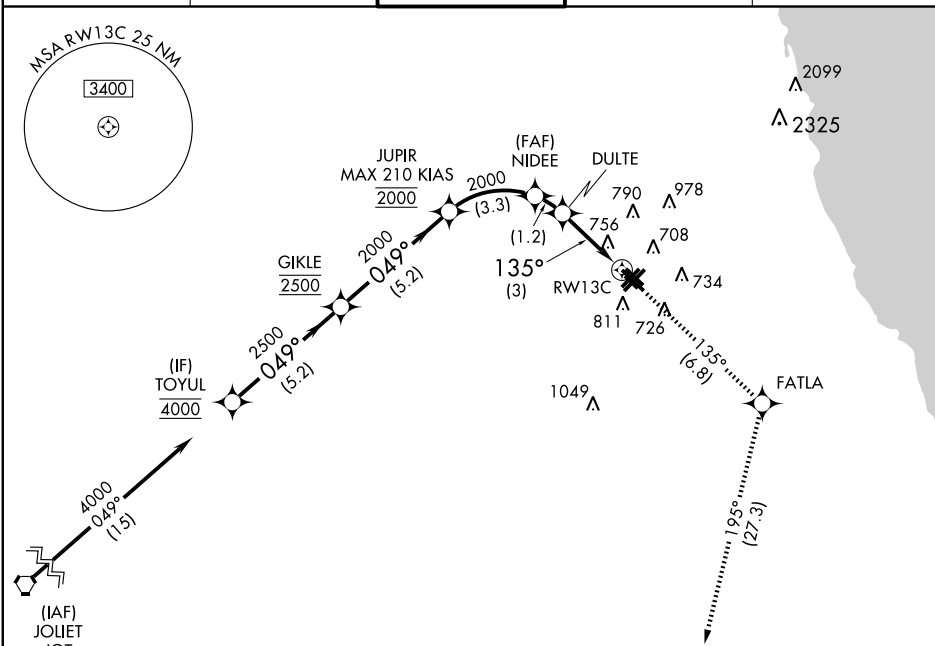 MSA RW13C 25 NM
3400
2099
2325
(FAF)
NIDEE
DULTE
JUPIR
MAX 210 KIAS
2000
2000
(3.3)
(1.2)
790
978
756
708
734
135°
(3)
RW13C
811
726
GIKLE
2500
2000
049°
(5.2)
2500
049°
(5.2)
(IF)
TOYUL
4000
135°
(6.8)
FATLA
1049
4000
049°
(15)
195°
(27.3)
(IAF)
JOLIET